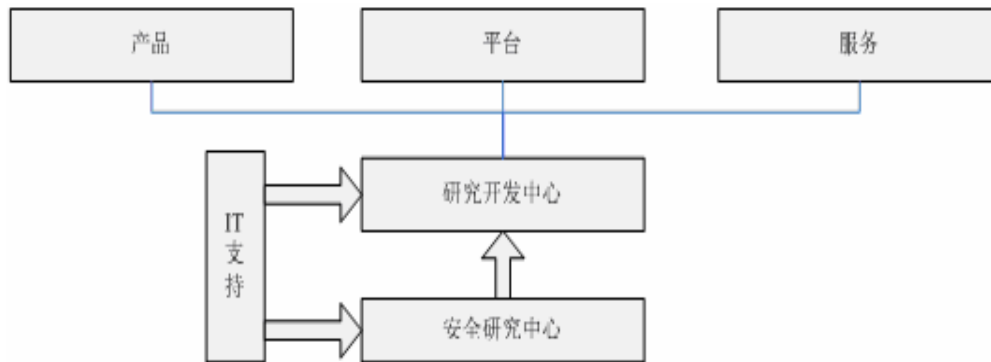 产品
平台
服务
研究开发中心
IT
支
持
安全研究中心